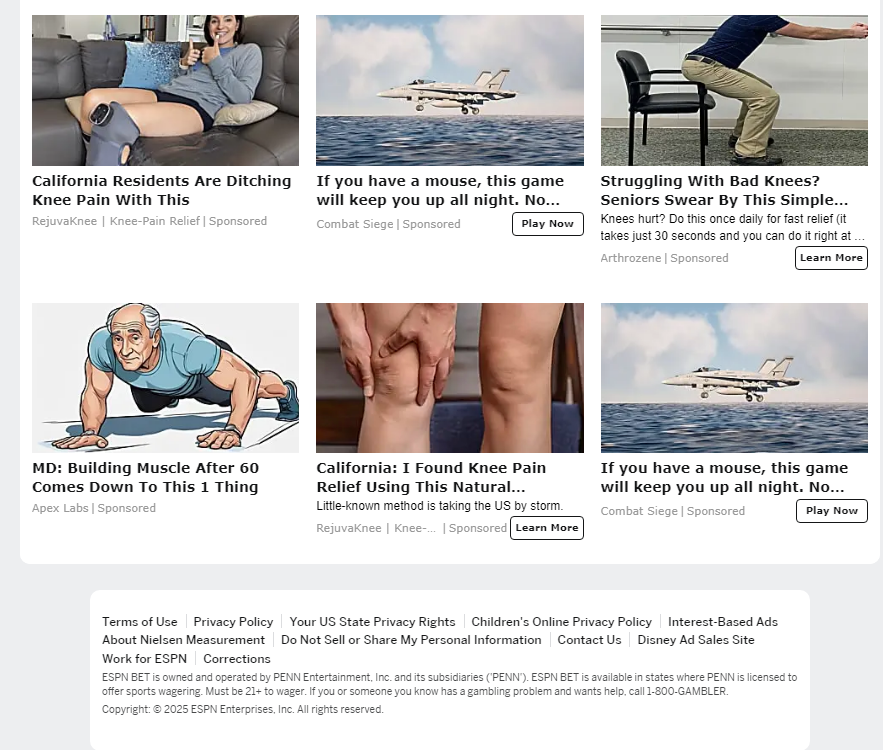 California Residents Are Ditching
Knee Pain With This
RejuvaKnee | Knee-Pain Relief | Sponsored
If you have a mouse, this game
will keep you up all night. No...
Combat Siege | Sponsored
Play Now
Struggling With Bad Knees?
Seniors Swear By This Simple...
Knees hurt? Do this once daily for fast relief (it
takes just 30 seconds and you can do it right at ...
Arthrozene | Sponsored
Learn More
MD: Building Muscle After 60
Comes Down To This 1 Thing
Apex Labs | Sponsored
California: I Found Knee Pain
Relief Using This Natural...
Little-known method is taking the US by storm.
RejuvaKnee | Knee-... | Sponsored
Learn More
If you have a mouse, this game
will keep you up all night. No...
Combat Siege | Sponsored
Play Now
Terms of Use | Privacy Policy | Your US State Privacy Rights | Children's Online Privacy Policy | Interest-Based Ads
About Nielsen Measurement | Do Not Sell or Share My Personal Information | Contact Us | Disney Ad Sales Site
Work for ESPN | Corrections
ESPN BET is owned and operated by PENN Entertainment, Inc. and its subsidiaries ('PENN'). ESPN BET is available in states where PENN is licensed to
offer sports wagering. Must be 21+ to wager. If you or someone you know has a gambling problem and wants help, call 1-800-GAMBLER.
Copyright: © 2025 ESPN Enterprises, Inc. All rights reserved.